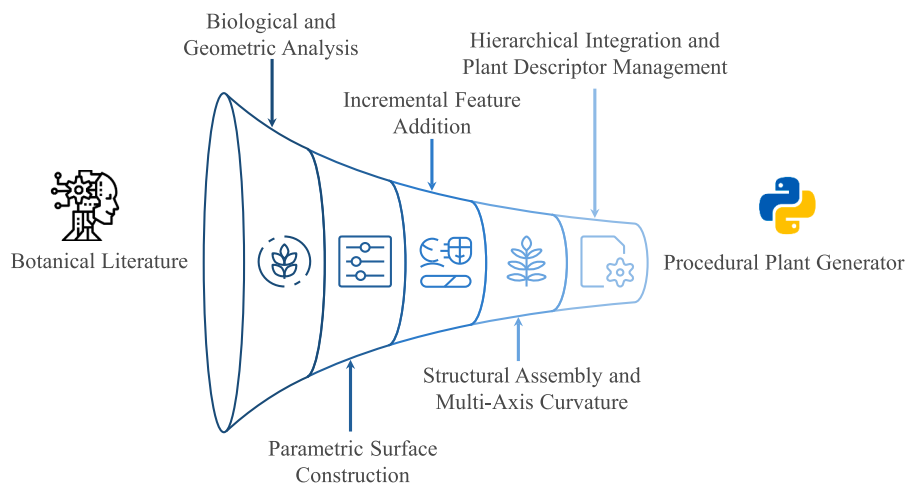 Biological and
Geometric Analysis
Hierarchical Integration and
Plant Descriptor Management
Incremental Feature
Addition
Botanical Literature
Procedural Plant Generator
Structural Assembly and
Multi-Axis Curvature
Parametric Surface
Construction